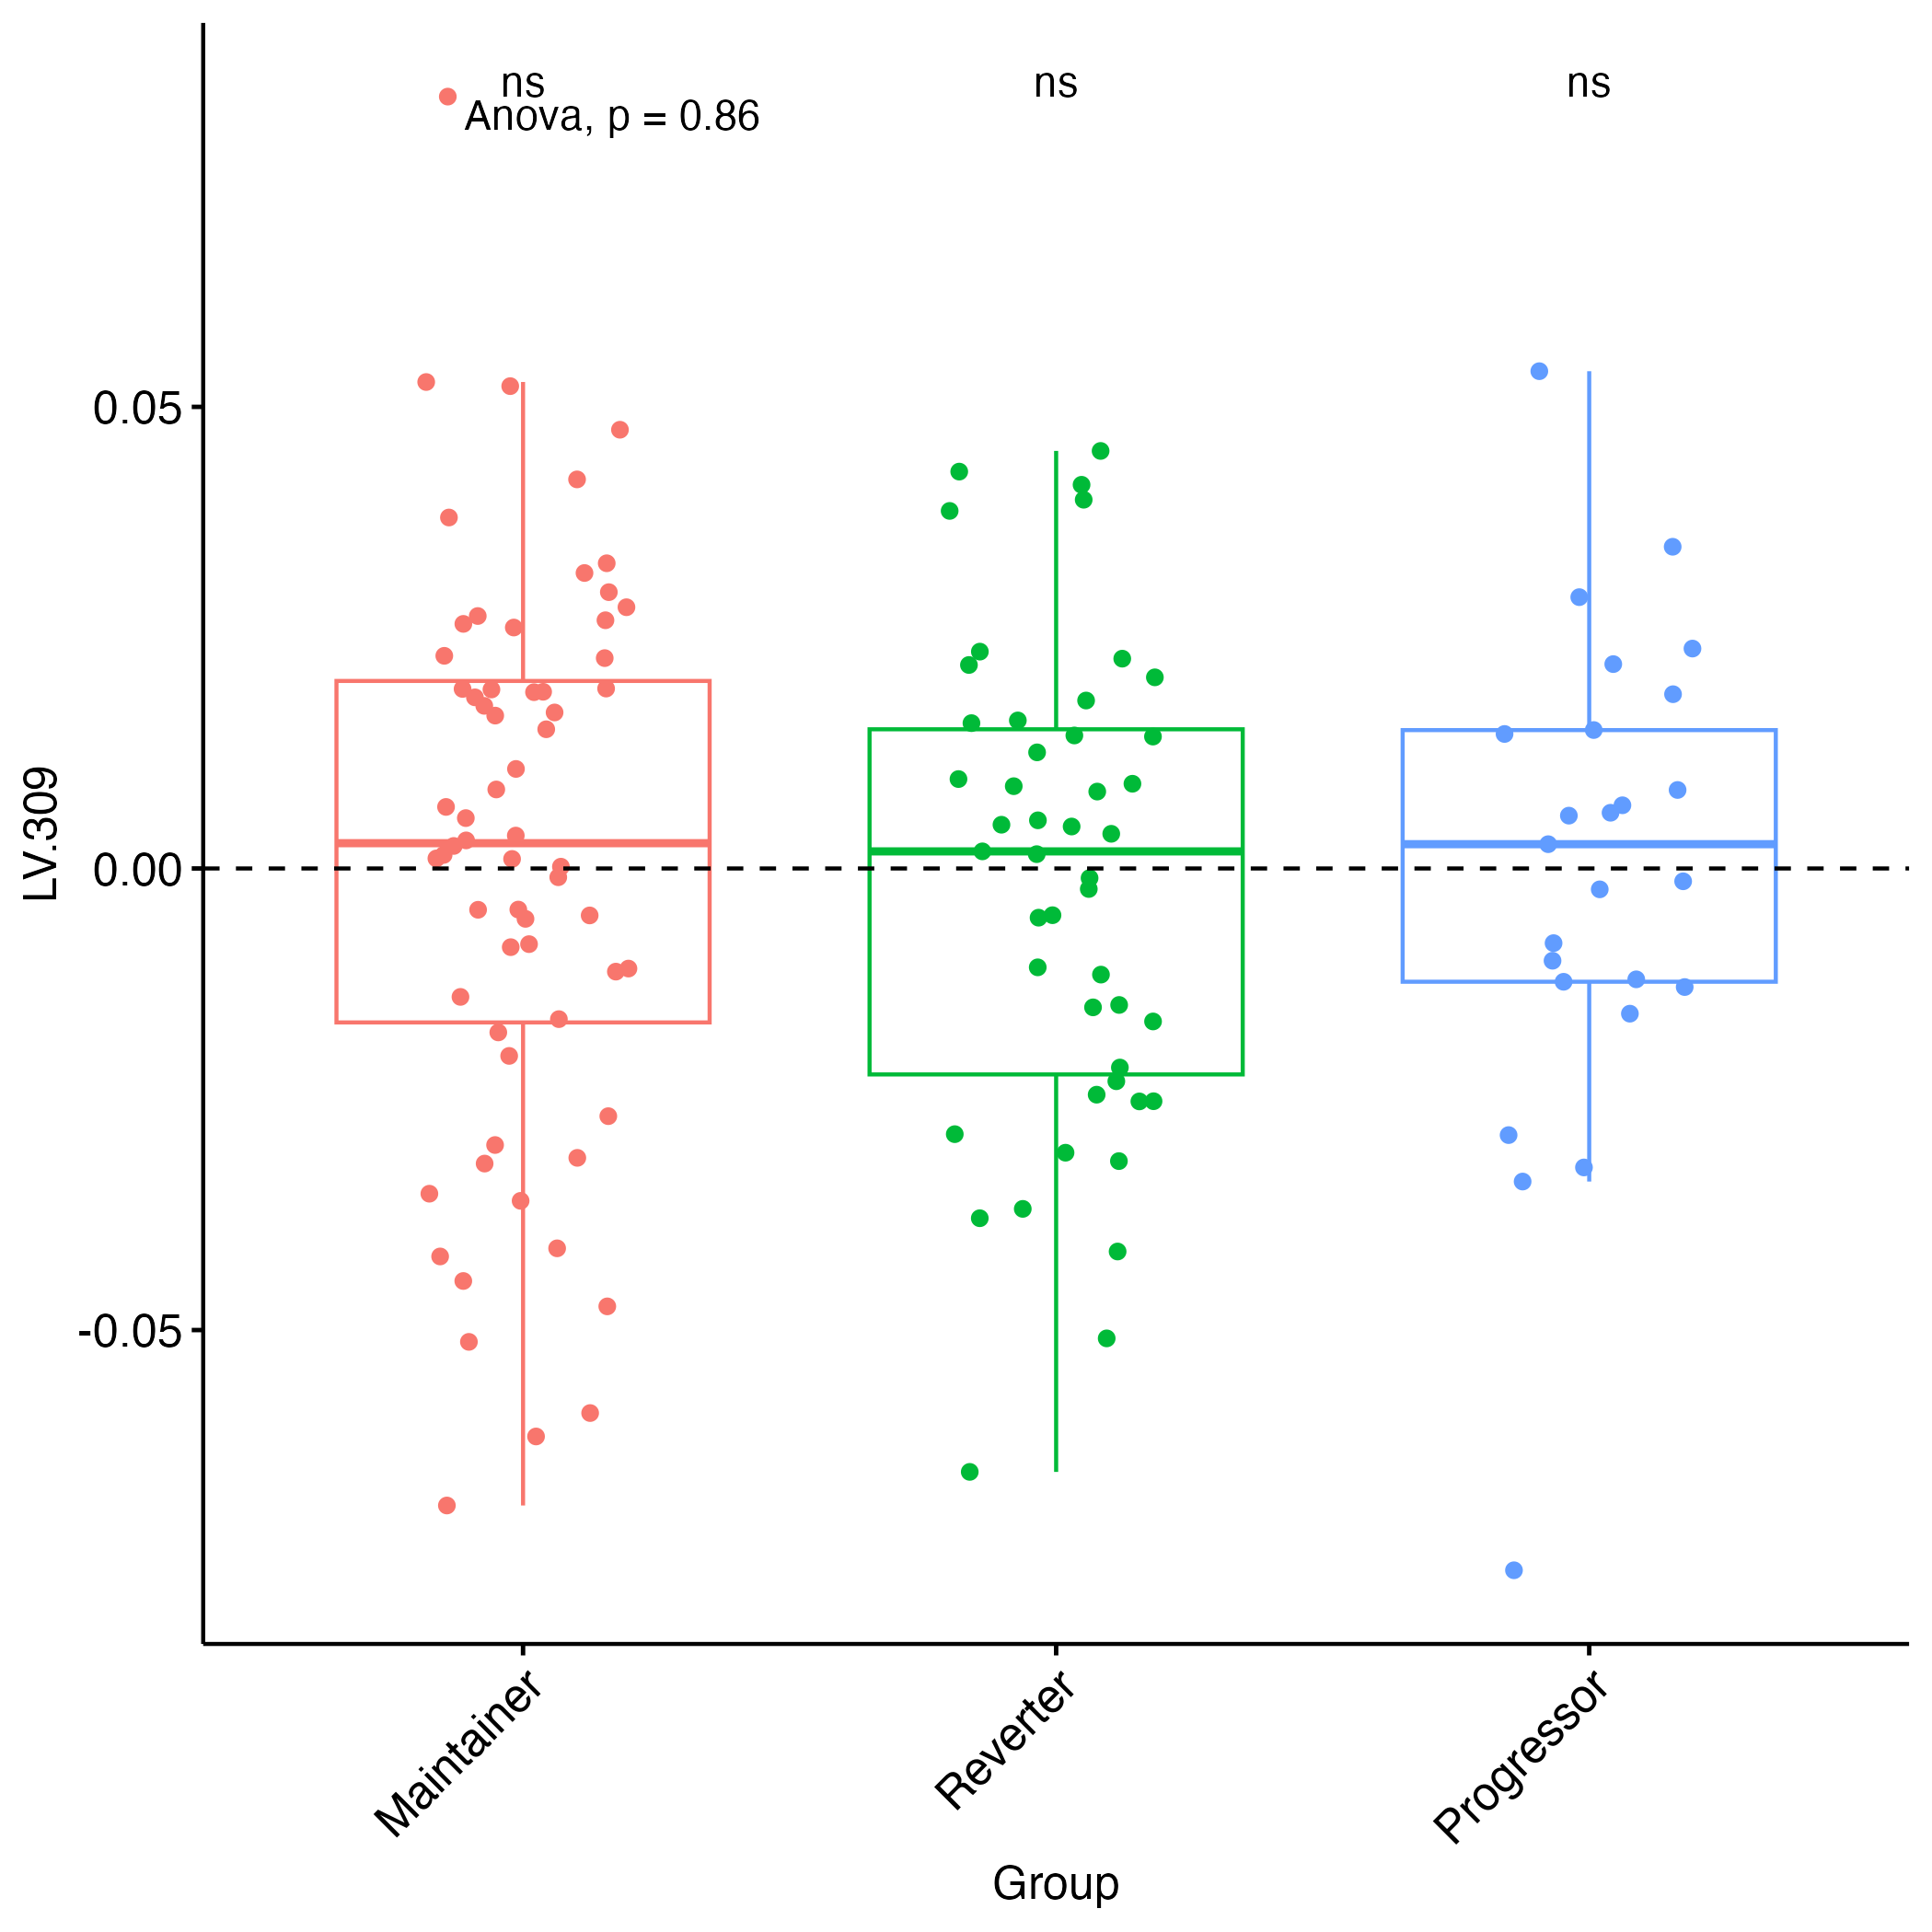 ns ns ns
Anova, p = 0.86
0.05
0.00
-0.05
LV.309
Maintainer
Reverter
Progressor
Group